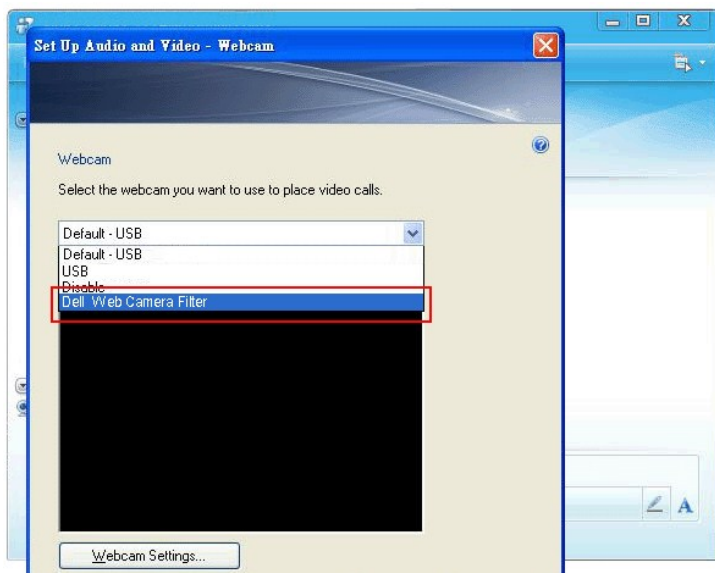 Set Up Audio and Video - Webcam
Webcam
Select the webcam you want to use to place video calls.
Default - USB
Default - USB
USB
Disable
Dell Web Camera Filter
Webcam Settings...
A